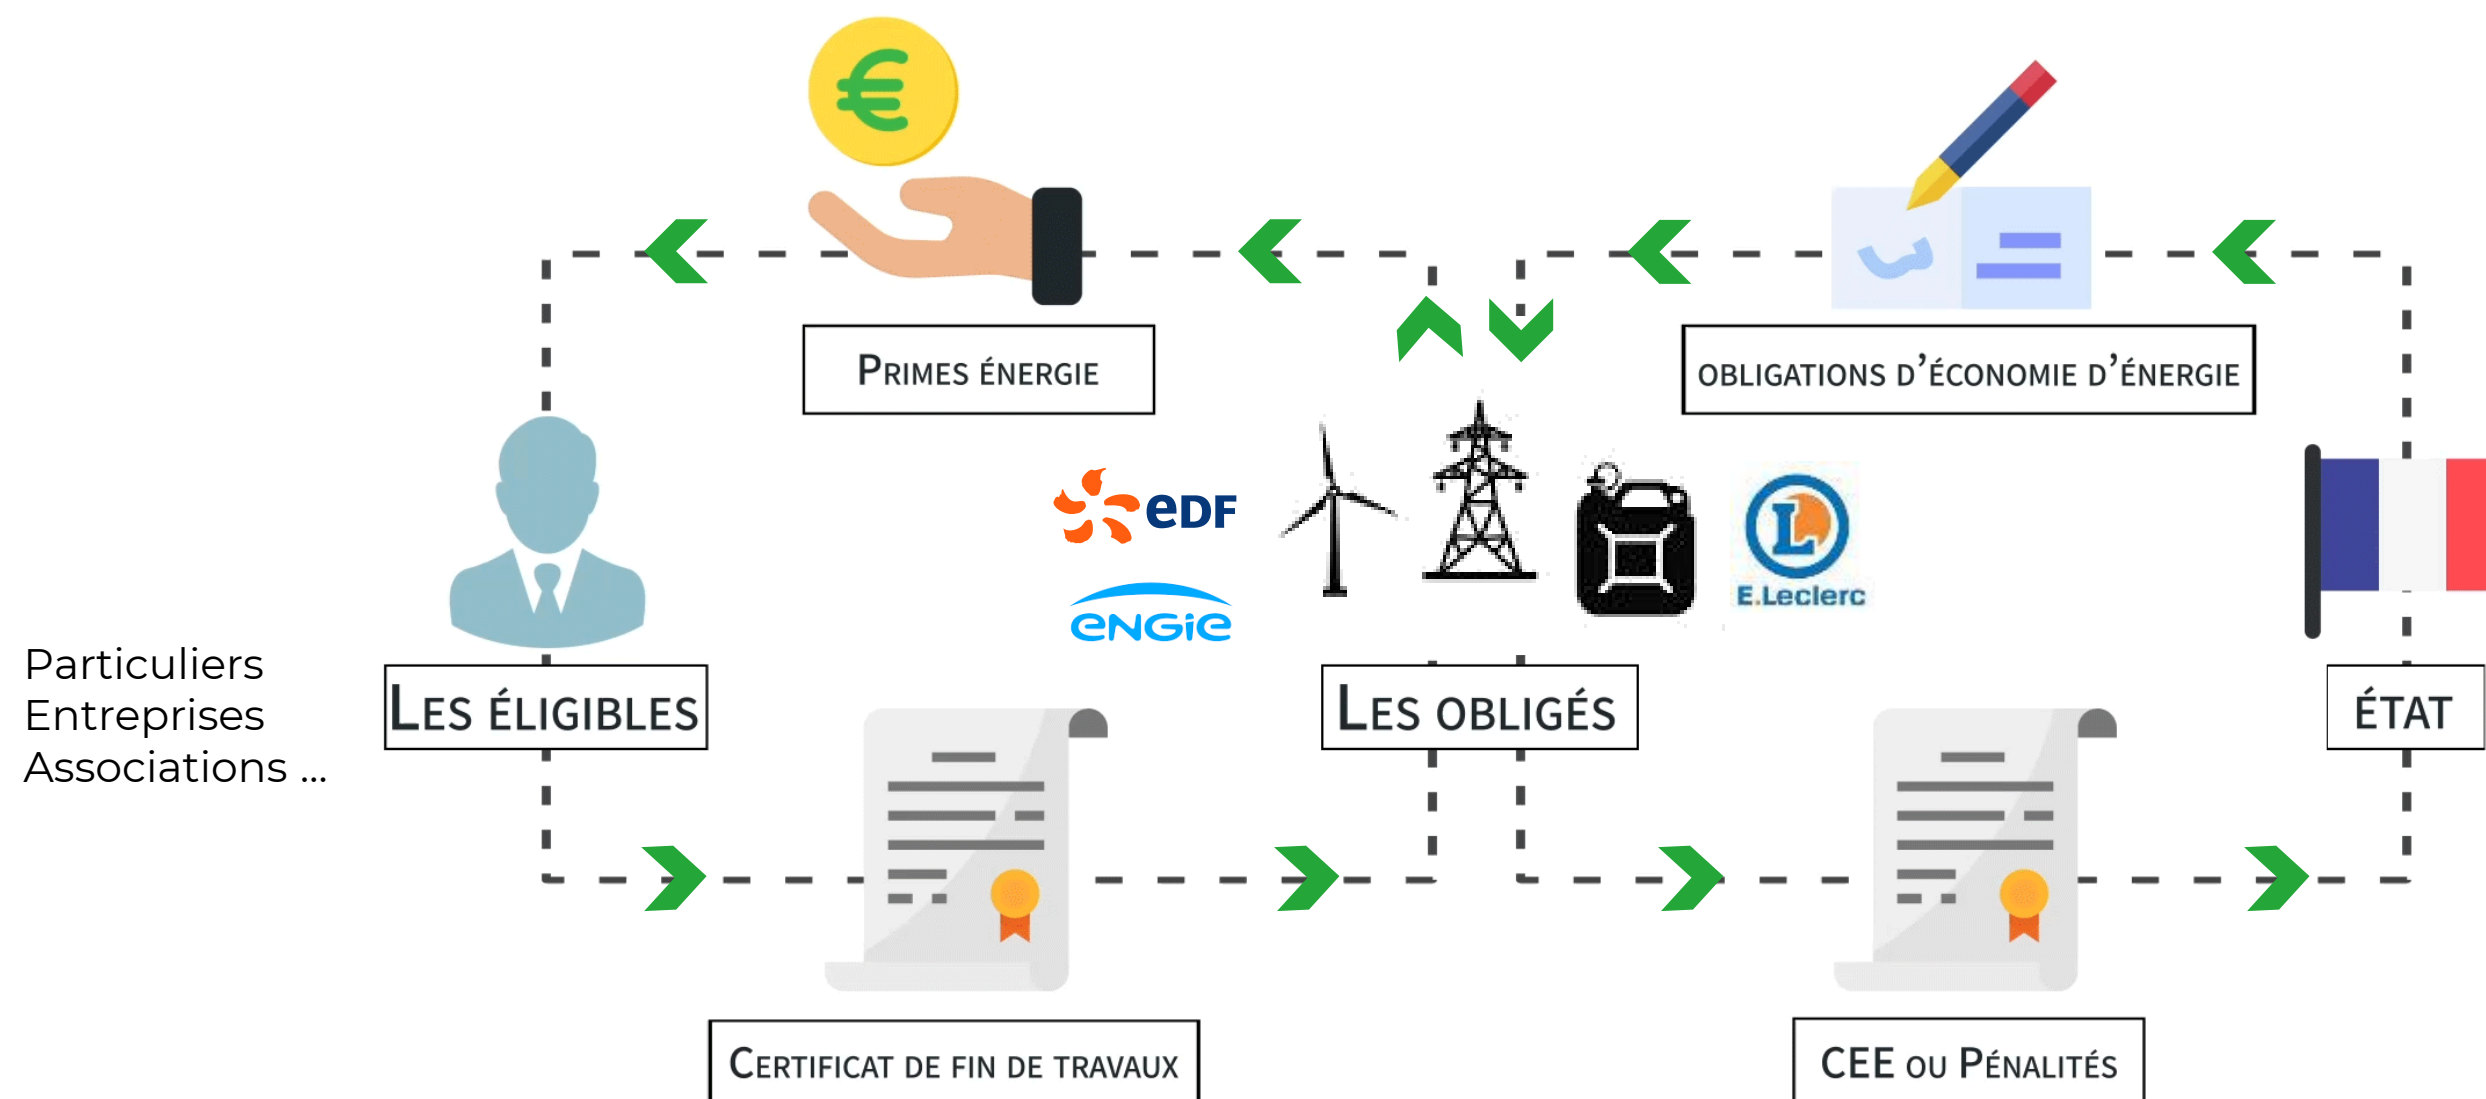 €
PRIMES ÉNERGIE
OBLIGATIONS D'ÉCONOMIE D'ÉNERGIE
eDF
ENGiE
L
E.Leclerc
Particuliers
Entreprises
Associations ...
LES ÉLIGIBLES
LES OBLIGÉS
ÉTAT
CERTIFICAT DE FIN DE TRAVAUX
CEE OU PÉNALITÉS